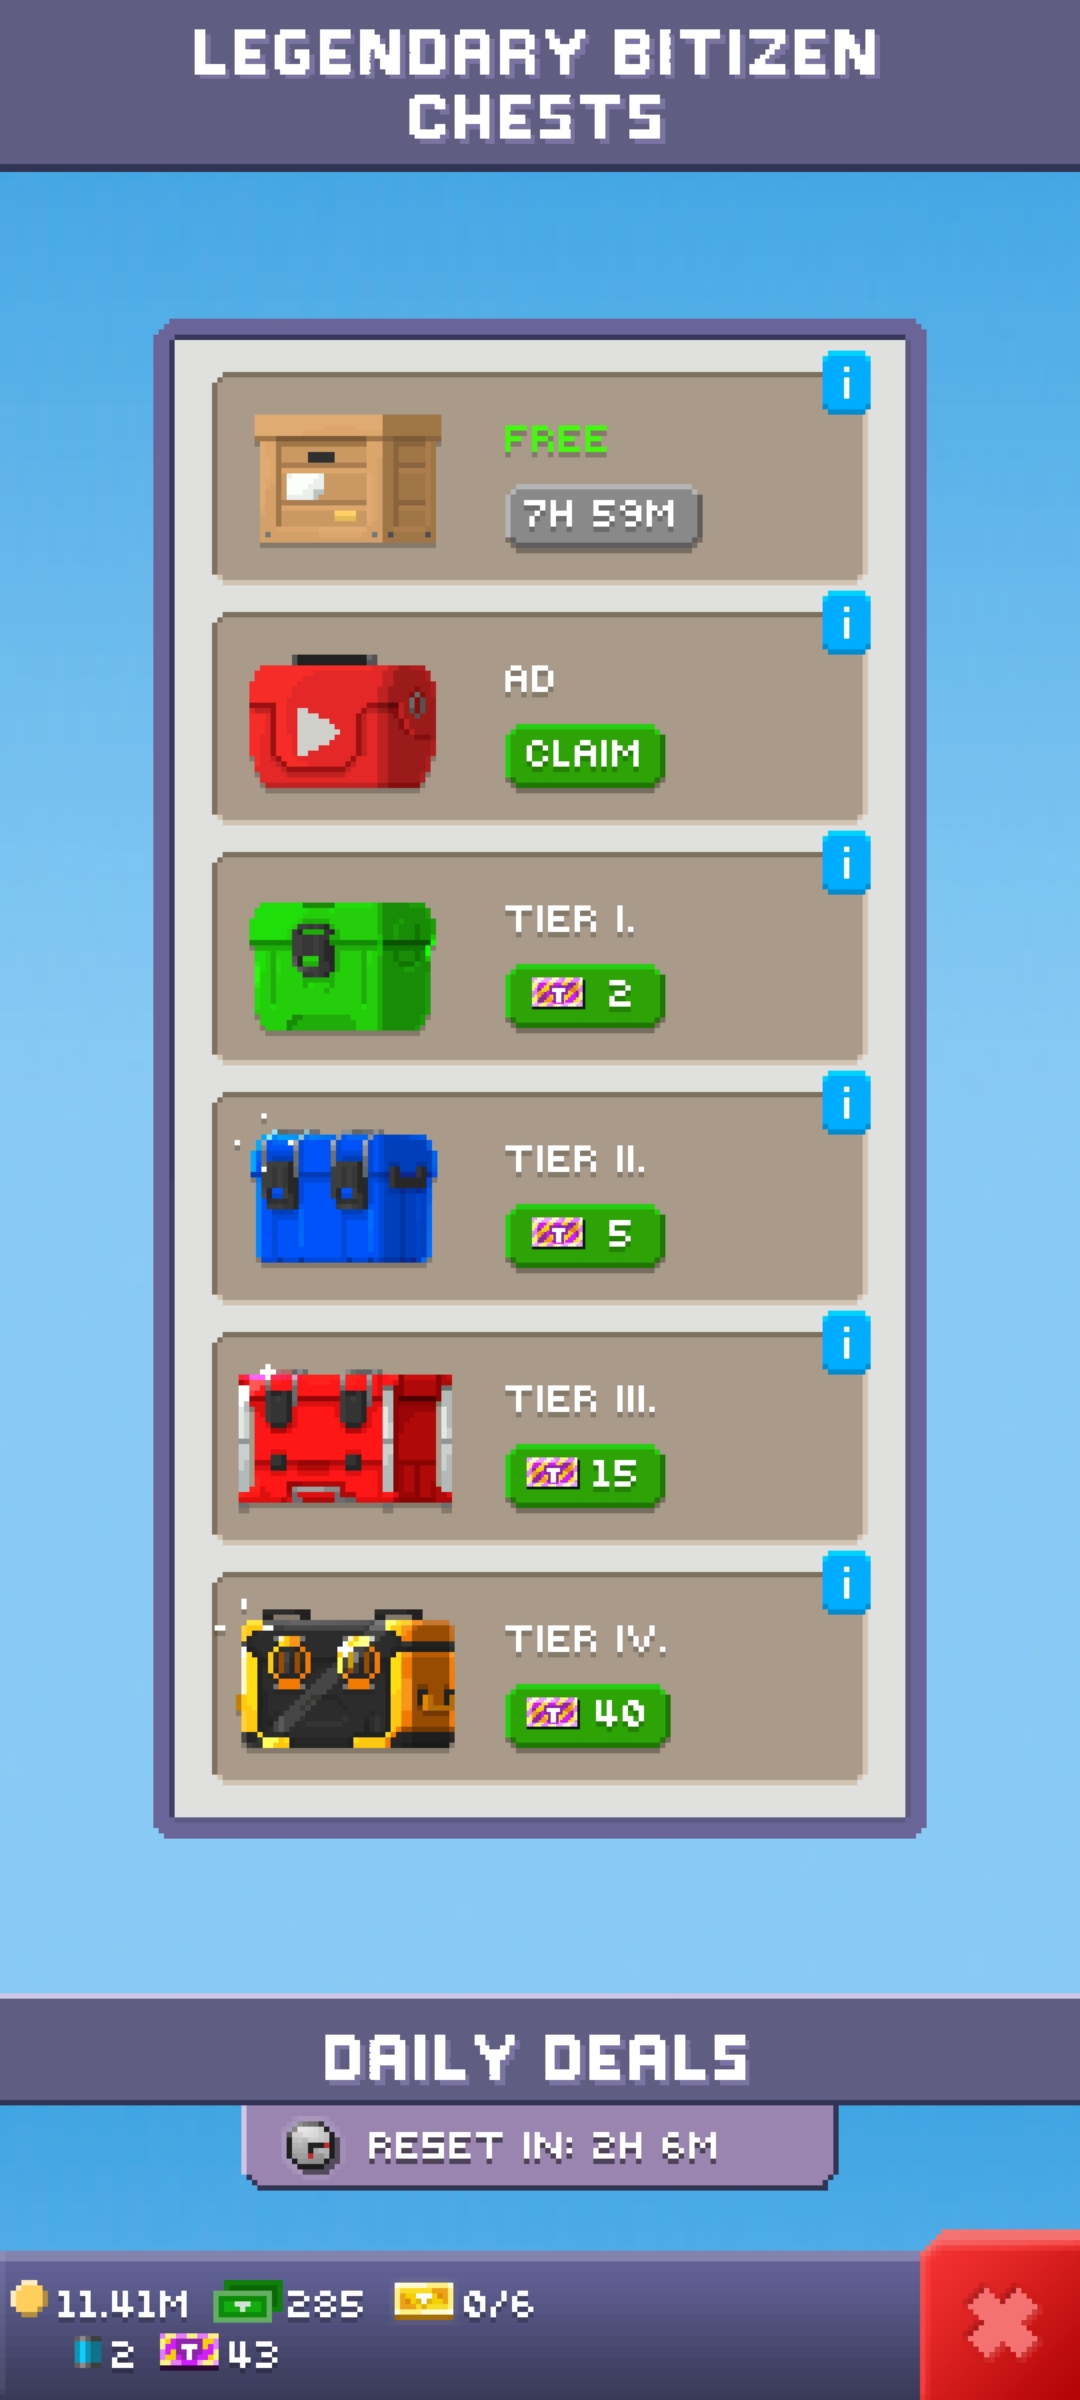 LEGENDARY BITIZEN
CHESTS
i
FREE
7H 59M
i
AD
CLAIM
i
TIER I.
T 2
i
TIER II.
T 5
i
TIER III.
T 15
i
TIER IV.
T 40
DAILY DEALS
RESET IN: 2H 6M
11.41M 285 0/6
2 T 43